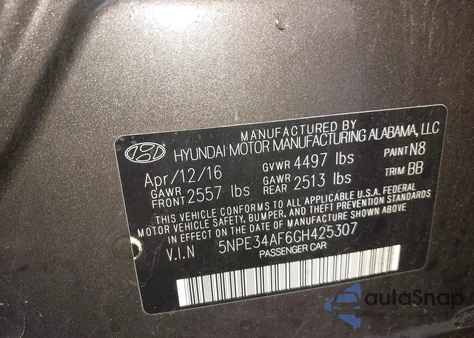 MANUFACTURED BY
HYUNDAI MOTOR MANUFACTURING ALABAMA, LLC
Apr/12/16 GVWR 4497 lbs PAINT N8
GAWR FRONT 2557 lbs GAWR REAR 2513 lbs TRIM BB
THIS VEHICLE CONFORMS TO ALL APPLICABLE U.S.A. FEDERAL
MOTOR VEHICLE SAFETY, BUMPER, AND THEFT PREVENTION STANDARDS
IN EFFECT ON THE DATE OF MANUFACTURE SHOWN ABOVE.
V.I.N 5NPE34AF6GH425307
PASSENGER CAR
autoSnap